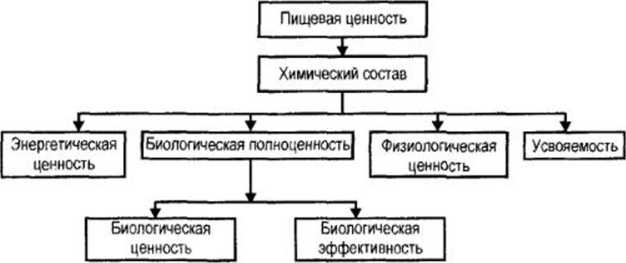 Пищевая ценность
Химический состав
Энергетическая
ценность
Биологическая полноценность
Физиологическая
ценность
Усвояемость
Биологическая
ценность
Биологическая
эффективность